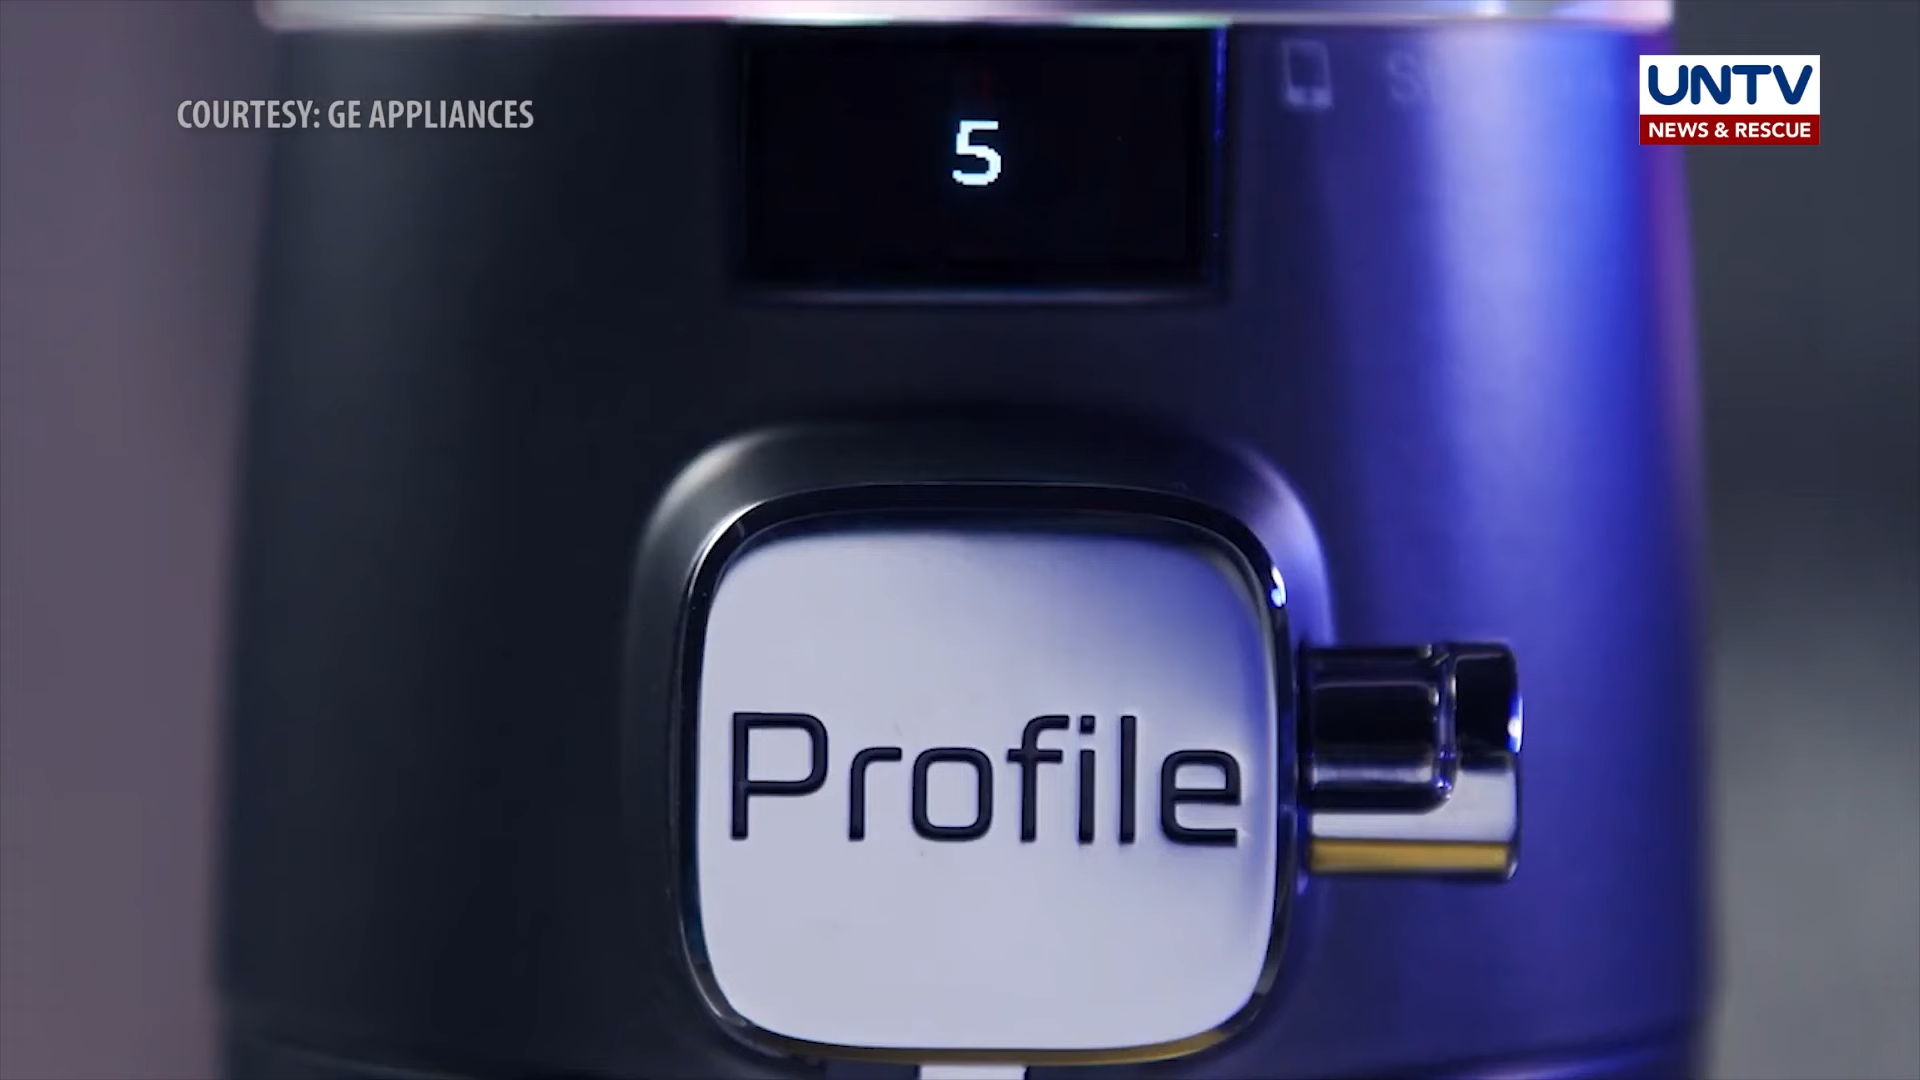 COURTESY: GE APPLIANCES
5
UNTV
NEWS & RESCUE
Profile